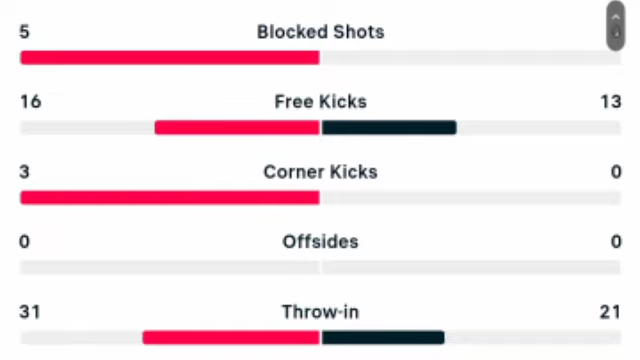 5 Blocked Shots
16 Free Kicks 13
3 Corner Kicks 0
0 Offsides 0
31 Throw-in 21